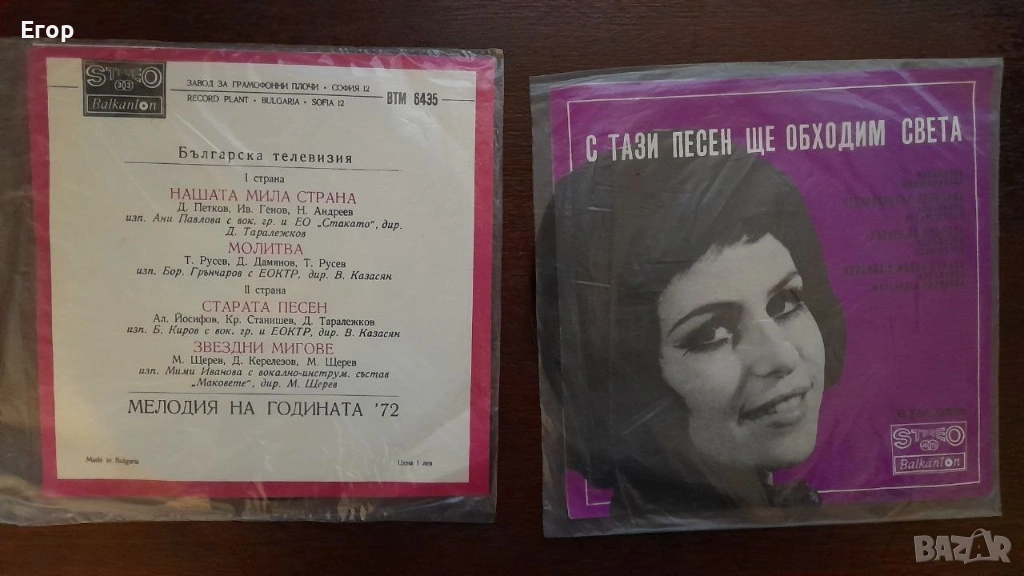 Егор
STEREO
Balkanton
ЗАВОД ЗА ГРАМОФОННИ ПЛОЧИ • СОФИЯ 12
RECORD PLANT • BULGARIA • SOFIA 12
ВТМ 6435
Българска телевизия
I страна
НАШАТА МИЛА СТРАНА
Д. Петков, Ив. Генов, Н. Андреев
изп. Ани Павлова с вок. гр. и ЕО „Стакато", дир.
Д. Таралежков
МОЛИТВА
Т. Русев, Д. Дамянов, Т. Русев
изп. Бор. Грънчаров с ЕОКТР, дир. В. Казасян
II страна
СТАРАТА ПЕСЕН
Ал. Йосифов, Кр. Станишев, Д. Таралежков
изп. Б. Киров с вок. гр. и ЕОКТР, дир. В. Казасян
ЗВЕЗДНИ МИГОВЕ
М. Щерев, Д. Керелезов, М. Щерев
изп. Мими Иванова с вокално-инструм. състав
„Маковете", дир. М. Щерев
МЕЛОДИЯ НА ГОДИНАТА '72
Made in Bulgaria
Цена 1 лев
С ТАЗИ ПЕСЕН ЩЕ ОБХОДИМ СВЕТА
STEREO
Balkanton
BAZAR